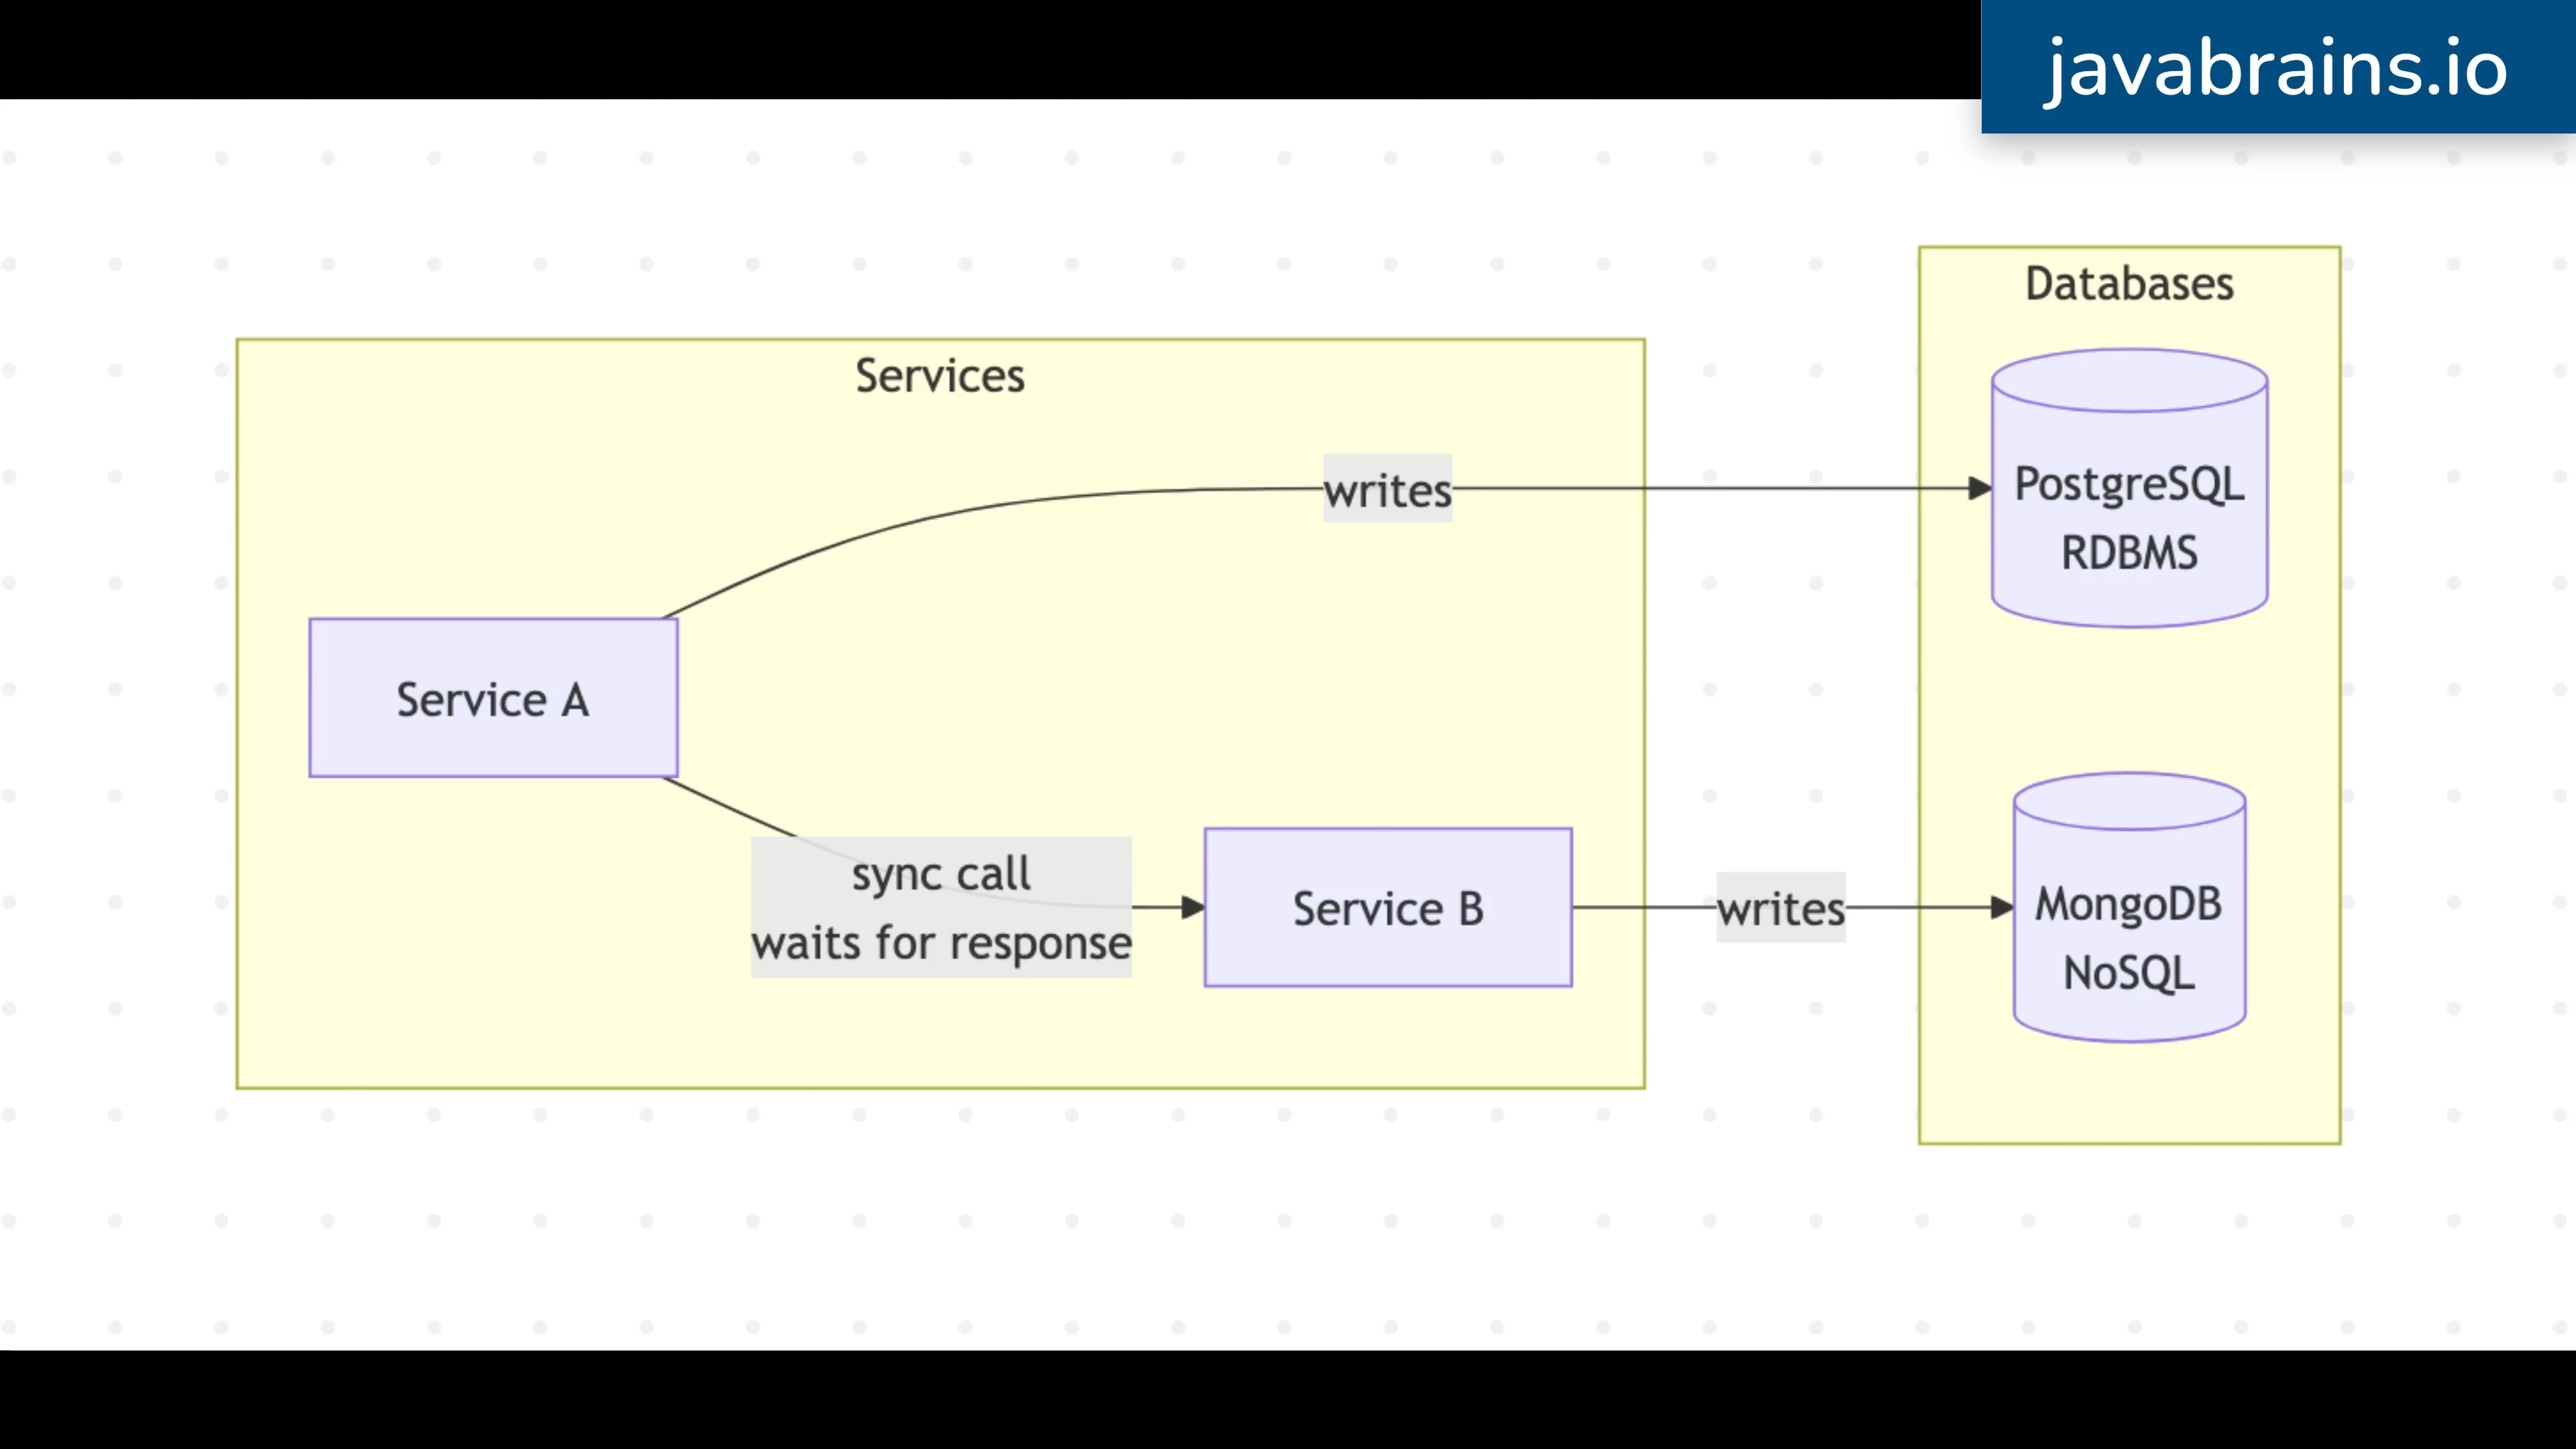 javabrains.io
Databases
Services
PostgreSQL
RDBMS
writes
Service A
sync call
waits for response
Service B
writes
MongoDB
NoSQL